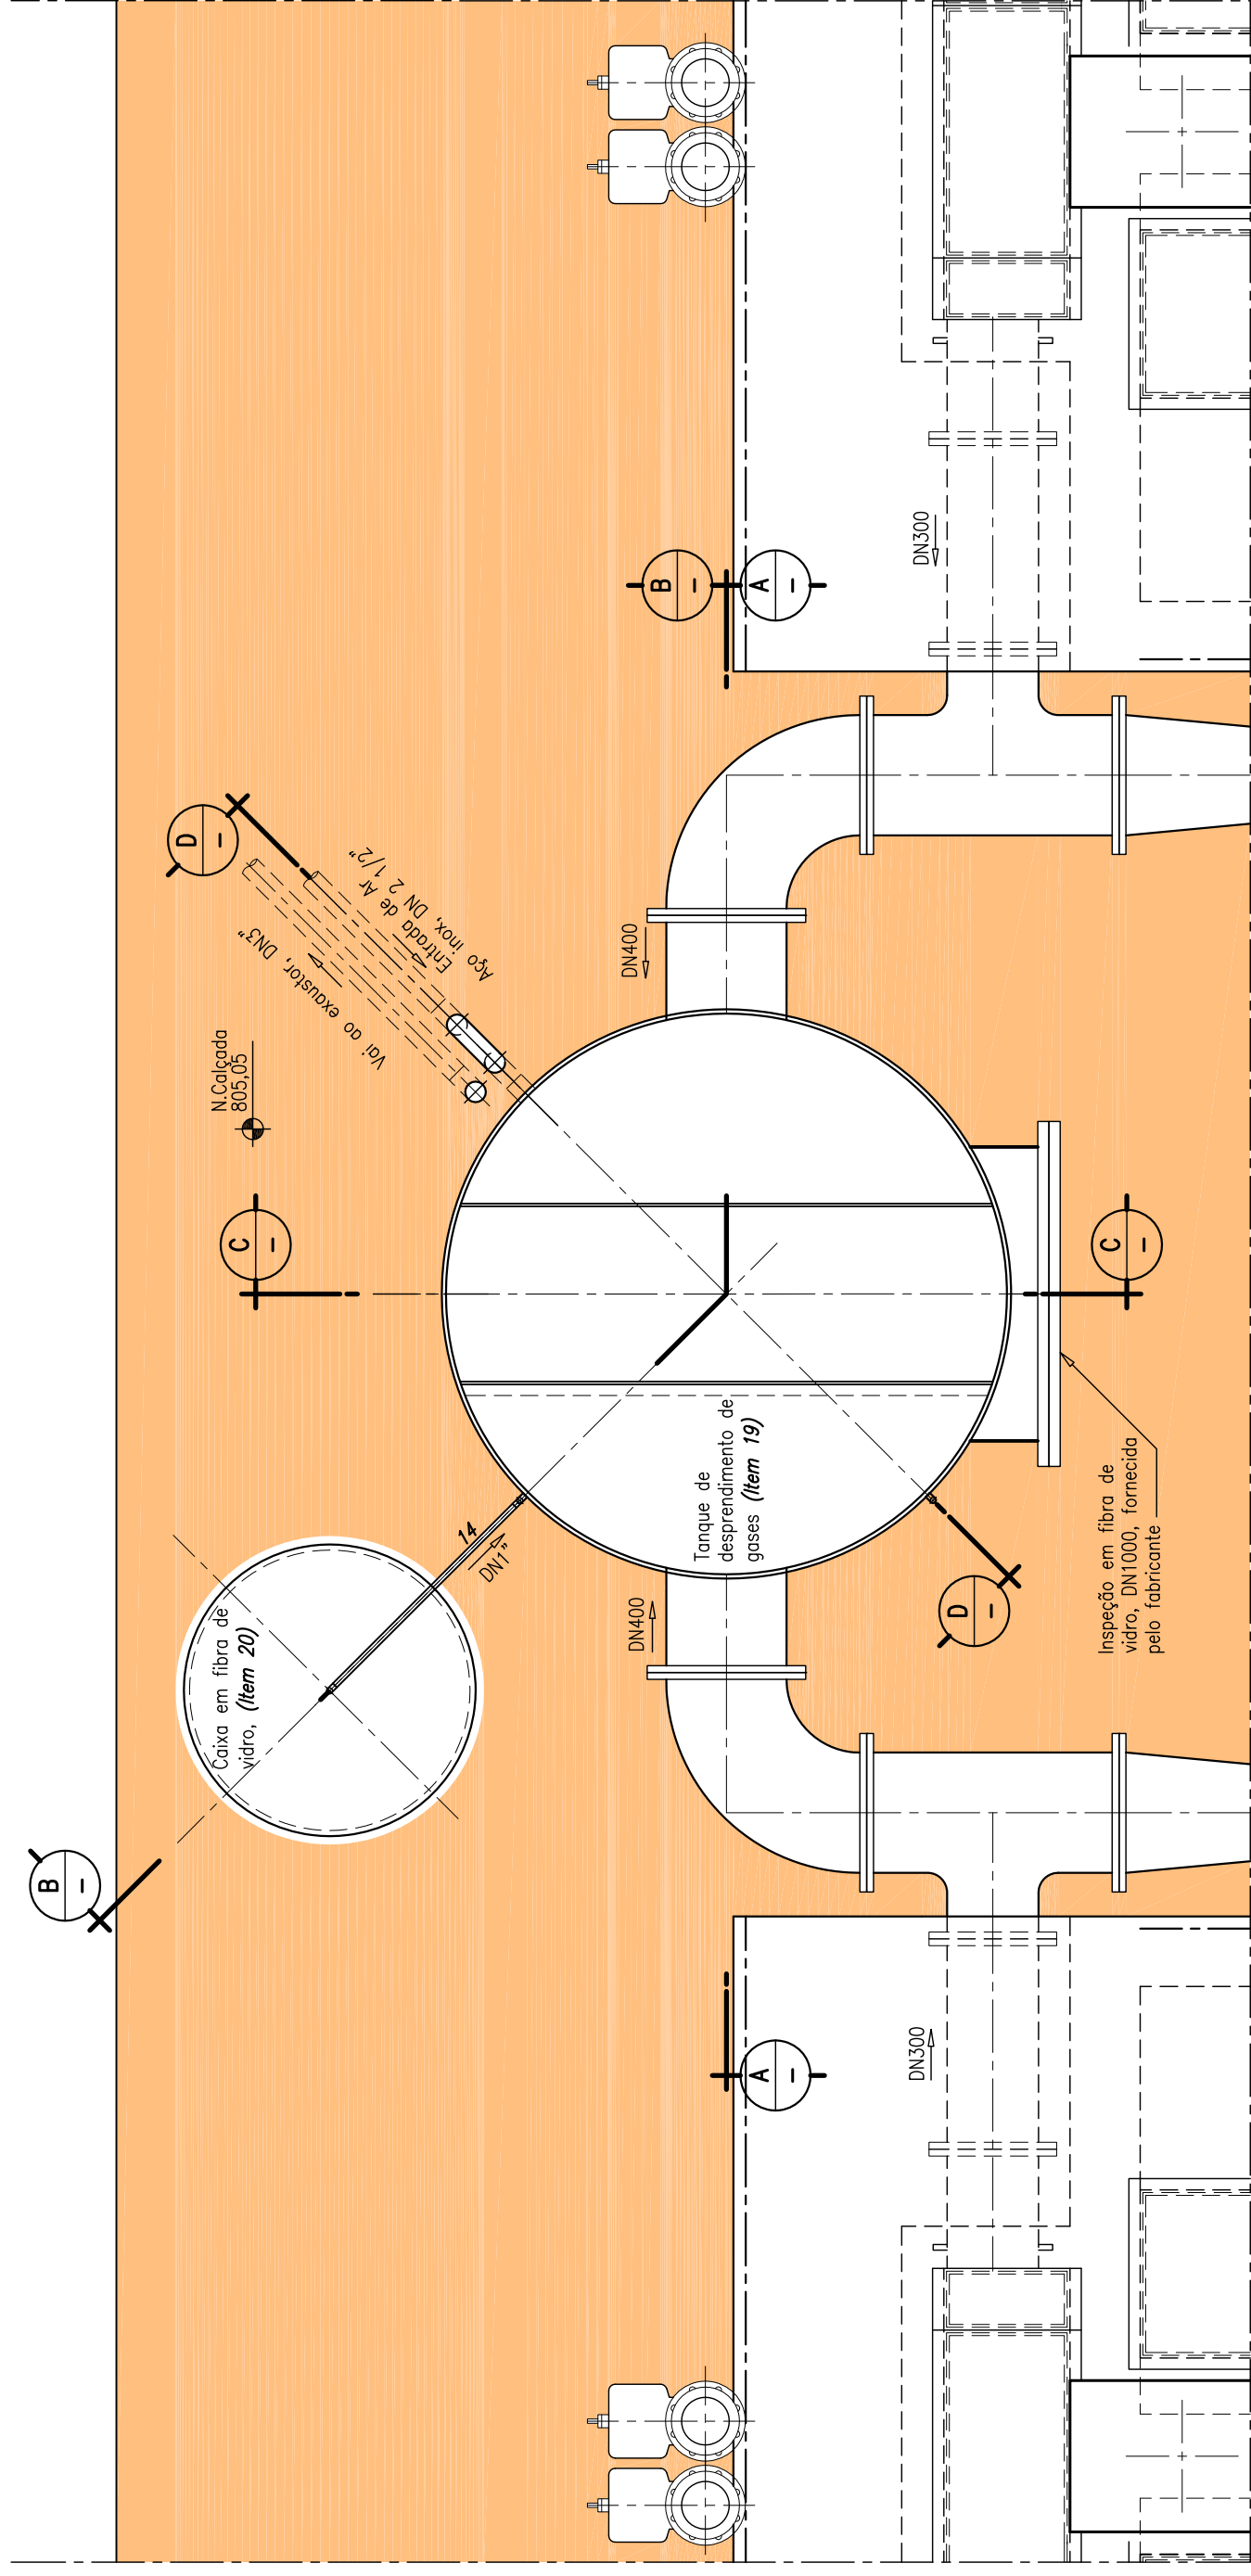 B
–
Caixa em fibra de
vidro, (Item 20)
14
DN1"
C
–
N.Calçada
805,05
D
–
Vai ao exaustor, DN3"
Entrada de Ar
Aço inox, DN 2 1/2"
A
–
DN400
Tanque de
desprendimento de
gases (Item 19)
DN400
B
–
A
–
DN300
D
–
C
–
DN300
Inspeção em fibra de
vidro, DN1000, fornecida
pelo fabricante